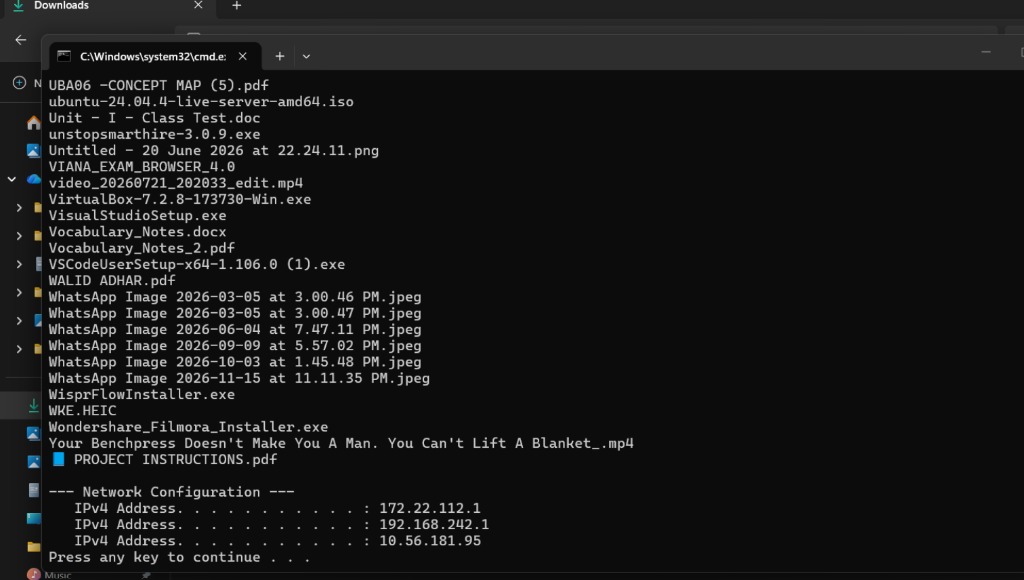 Downloads
C:\Windows\system32\cmd.e:
UBA06 -CONCEPT MAP (5).pdf
ubuntu-24.04.4-live-server-amd64.iso
Unit - I - Class Test.doc
unstopsmarthire-3.0.9.exe
Untitled - 20 June 2026 at 22.24.11.png
VIANA_EXAM_BROWSER_4.0
video_20260721_202033_edit.mp4
VirtualBox-7.2.8-173730-Win.exe
VisualStudioSetup.exe
Vocabulary_Notes.docx
Vocabulary_Notes_2.pdf
VSCodeUserSetup-x64-1.106.0 (1).exe
WALID ADHAR.pdf
WhatsApp Image 2026-03-05 at 3.00.46 PM.jpeg
WhatsApp Image 2026-03-05 at 3.00.47 PM.jpeg
WhatsApp Image 2026-06-04 at 7.47.11 PM.jpeg
WhatsApp Image 2026-09-09 at 5.57.02 PM.jpeg
WhatsApp Image 2026-10-03 at 1.45.48 PM.jpeg
WhatsApp Image 2026-11-15 at 11.11.35 PM.jpeg
WisprFlowInstaller.exe
WKE.HEIC
Wondershare_Filmora_Installer.exe
Your Benchpress Doesn't Make You A Man. You Can't Lift A Blanket_.mp4
📘 PROJECT INSTRUCTIONS.pdf
--- Network Configuration ---
IPv4 Address. . . . . . . . . . . : 172.22.112.1
IPv4 Address. . . . . . . . . . . : 192.168.242.1
IPv4 Address. . . . . . . . . . . : 10.56.181.95
Press any key to continue . . .
Music